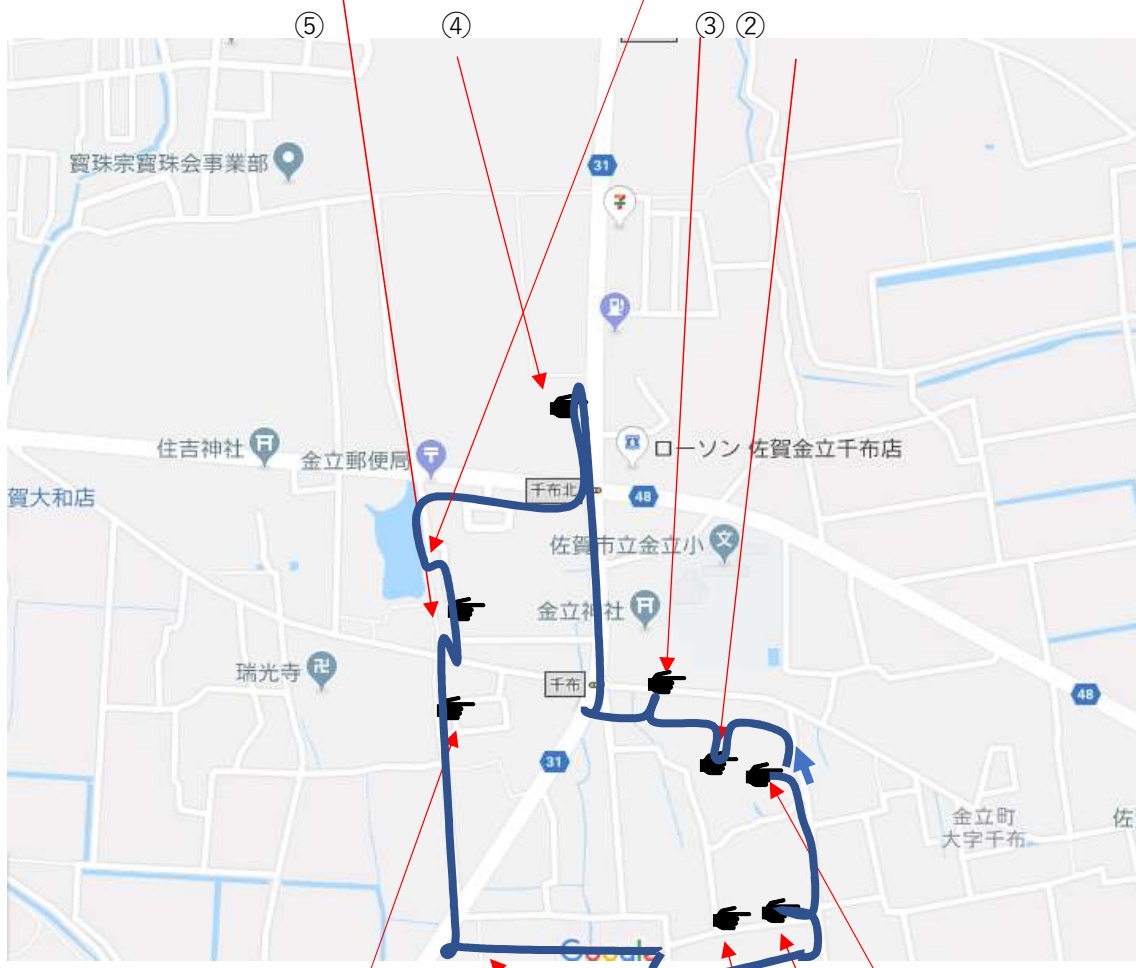 ⑤ ④ ③ ②
寳珠宗寳珠会事業部
31
住吉神社
金立郵便局
ローソン 佐賀金立千布店
賀大和店
千布北
48
佐賀市立金立小
文
金立神社
瑞光寺
千布
48
31
金立町
大字千布
佐
Google